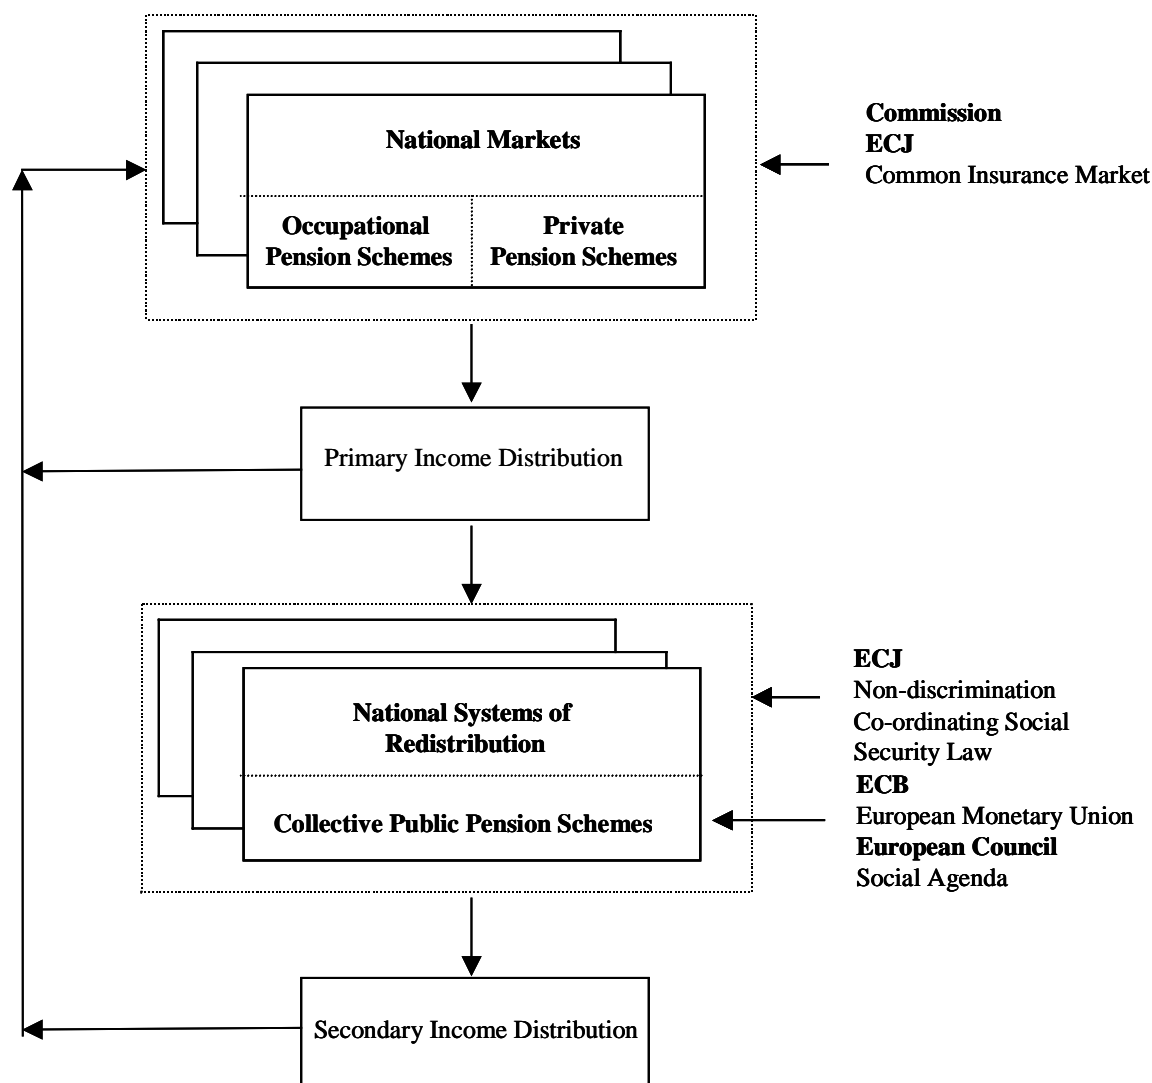 National Markets
Occupational
Pension Schemes
Private
Pension Schemes
Commission
ECJ
Common Insurance Market
Primary Income Distribution
National Systems of
Redistribution
Collective Public Pension Schemes
ECJ
Non-discrimination
Co-ordinating Social
Security Law
ECB
European Monetary Union
European Council
Social Agenda
Secondary Income Distribution